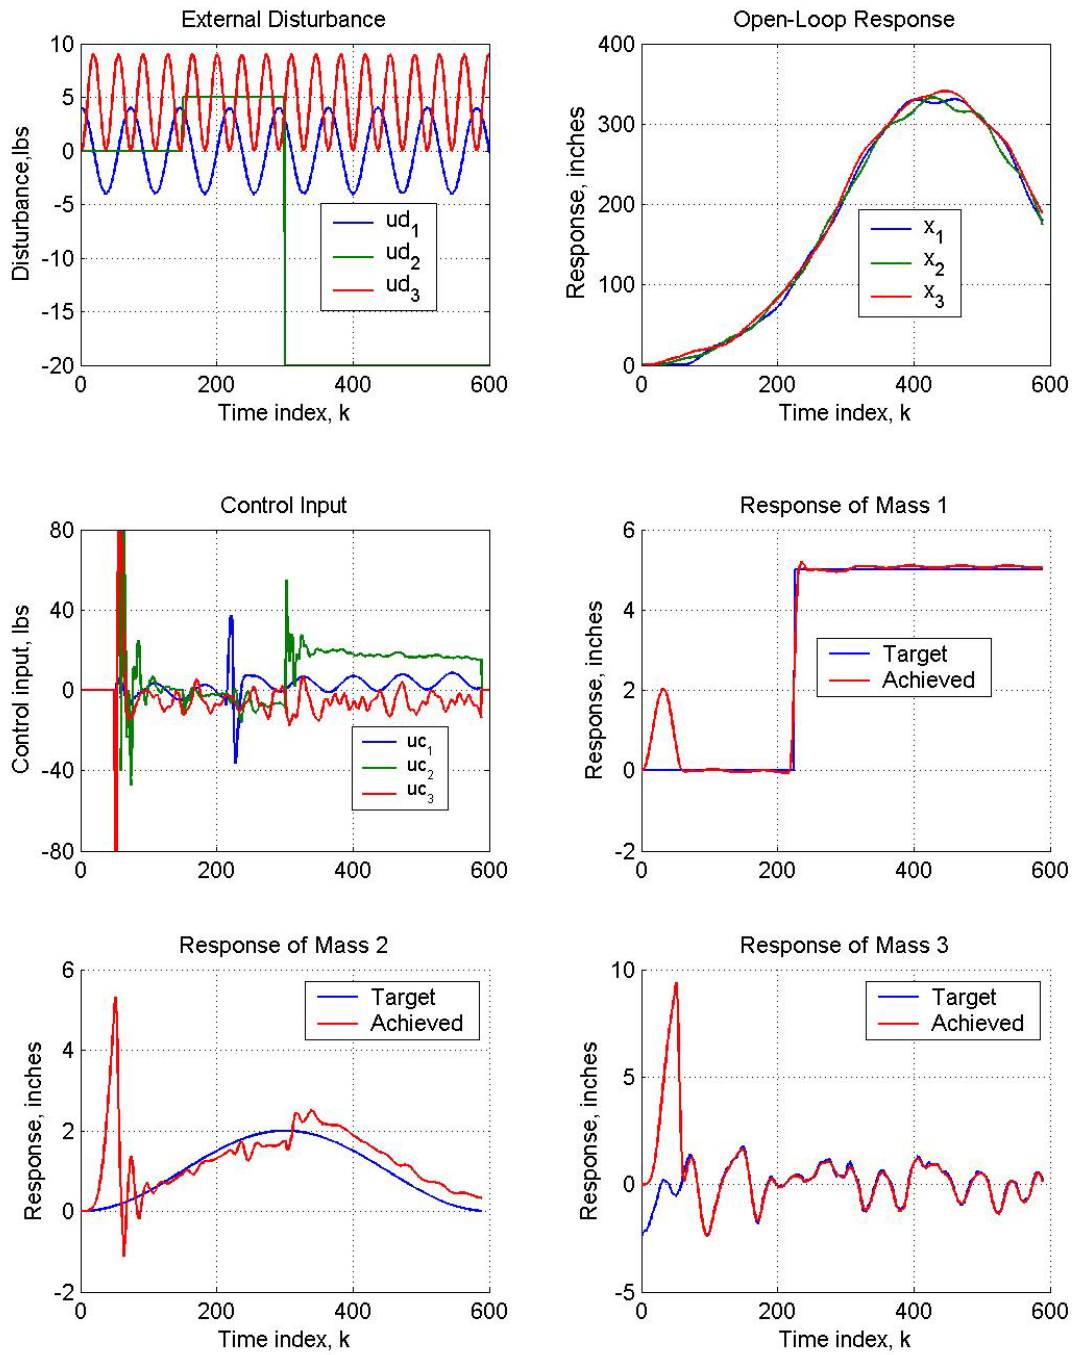 External Disturbance
10
5
0
-5
-10
-15
-20
Disturbance,lbs
ud1
ud2
ud3
0 200 400 600
Time index, k
Open-Loop Response
400
300
200
100
0
Response, inches
x1
x2
x3
0 200 400 600
Time index, k
Control Input
80
40
0
-40
-80
Control input, lbs
uc1
uc2
uc3
0 200 400 600
Time index, k
Response of Mass 1
6
4
2
0
-2
Response, inches
Target
Achieved
0 200 400 600
Time index, k
Response of Mass 2
6
4
2
0
-2
Response, inches
Target
Achieved
0 200 400 600
Time index, k
Response of Mass 3
10
5
0
-5
Response, inches
Target
Achieved
0 200 400 600
Time index, k